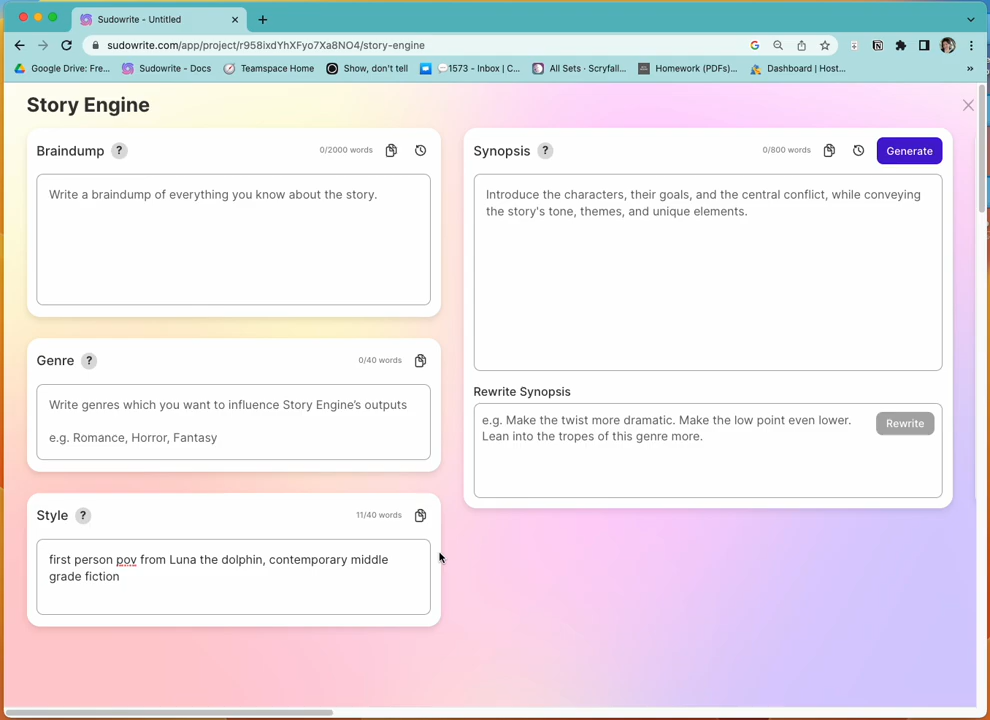 Sudowrite - Untitled
sudowrite.com/app/project/r958ixdYhXFyo7Xa8NO4/story-engine
Google Drive: Fre...
Sudowrite - Docs
Teamspace Home
Show, don't tell
1573 - Inbox | C...
All Sets · Scryfall...
Homework (PDFs)...
Dashboard | Host...
»
Story Engine
Braindump ?
0/2000 words
Write a braindump of everything you know about the story.
Genre ?
0/40 words
Write genres which you want to influence Story Engine's outputs
e.g. Romance, Horror, Fantasy
Style ?
11/40 words
first person pov from Luna the dolphin, contemporary middle
grade fiction
Synopsis ?
0/800 words
Generate
Introduce the characters, their goals, and the central conflict, while conveying
the story's tone, themes, and unique elements.
Rewrite Synopsis
e.g. Make the twist more dramatic. Make the low point even lower.
Lean into the tropes of this genre more.
Rewrite